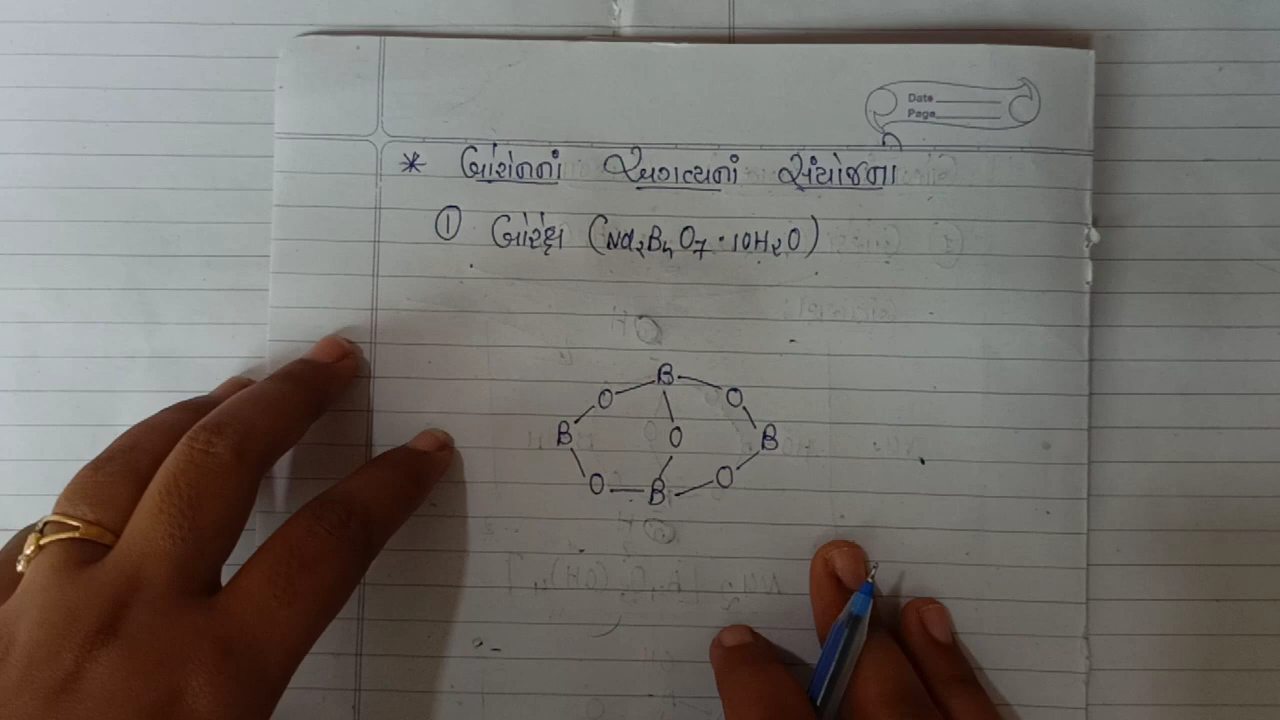 Date
Page
* બોરોનનાં અગત્યનાં સંયોજનો
① બોરેક્ષ (Na₂B₄O₇·10H₂O)
B
O O
B O B
O B O